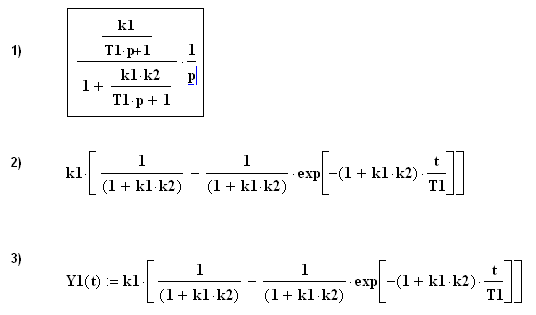 1)
k1
T1·p+1
1 + k1·k2
T1·p + 1
· 1
p
2) k1·[ 1/(1 + k1·k2) − 1/(1 + k1·k2) ·exp[−(1 + k1·k2)· t/T1]]
3) Y1(t) := k1·[ 1/(1 + k1·k2) − 1/(1 + k1·k2) ·exp[−(1 + k1·k2)· t/T1]]